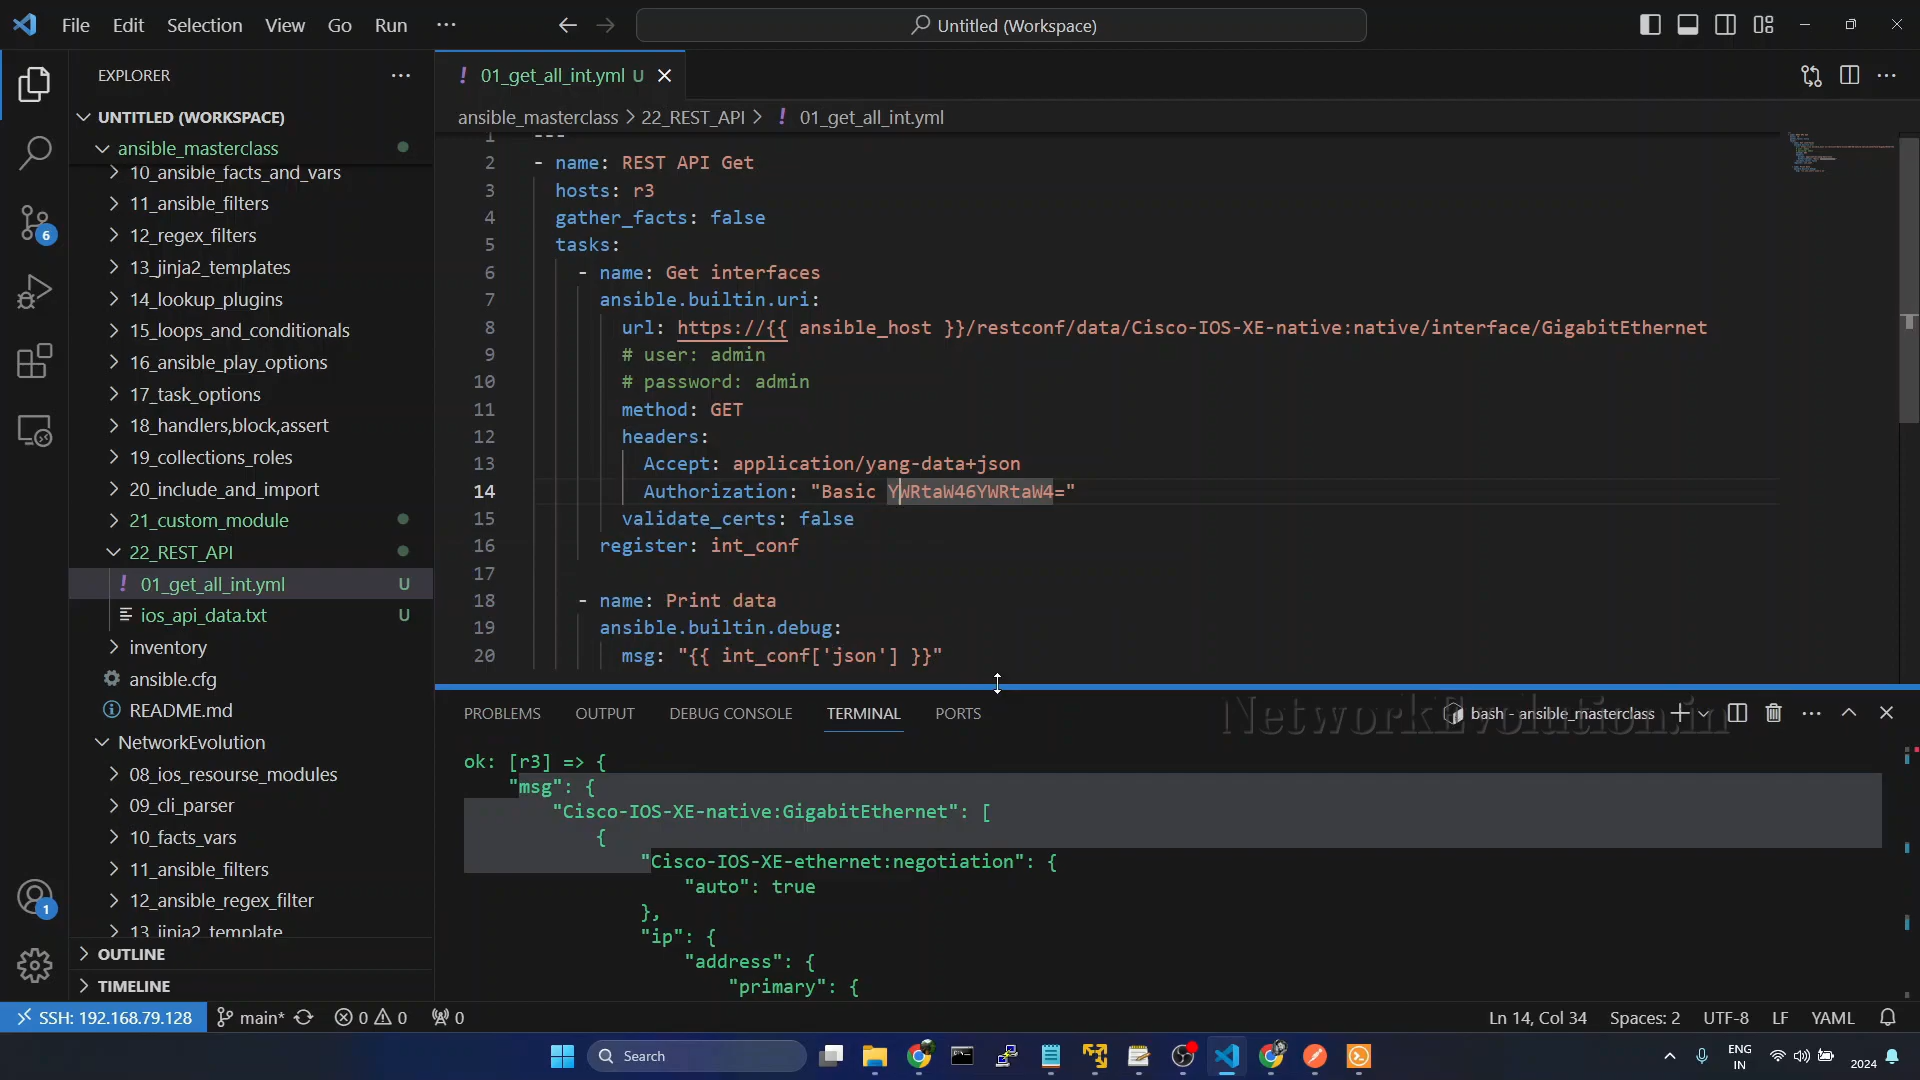 File Edit Selection View Go Run ...
Untitled (Workspace)
EXPLORER
UNTITLED (WORKSPACE)
ansible_masterclass
10_ansible_facts_and_vars
11_ansible_filters
12_regex_filters
13_jinja2_templates
14_lookup_plugins
15_loops_and_conditionals
16_ansible_play_options
17_task_options
18_handlers,block,assert
19_collections_roles
20_include_and_import
21_custom_module
22_REST_API
! 01_get_all_int.yml U
ios_api_data.txt U
inventory
ansible.cfg
README.md
NetworkEvolution
08_ios_resourse_modules
09_cli_parser
10_facts_vars
11_ansible_filters
12_ansible_regex_filter
13_jinja2_template
OUTLINE
TIMELINE
6
1
! 01_get_all_int.yml U
ansible_masterclass > 22_REST_API > ! 01_get_all_int.yml
1 ---
2 - name: REST API Get
3 hosts: r3
4 gather_facts: false
5 tasks:
6 - name: Get interfaces
7 ansible.builtin.uri:
8 url: https://{{ ansible_host }}/restconf/data/Cisco-IOS-XE-native:native/interface/GigabitEthernet
9 # user: admin
10 # password: admin
11 method: GET
12 headers:
13 Accept: application/yang-data+json
14 Authorization: "Basic YWRtaW46YWRtaW4="
15 validate_certs: false
16 register: int_conf
17
18 - name: Print data
19 ansible.builtin.debug:
20 msg: "{{ int_conf['json'] }}"
PROBLEMS OUTPUT DEBUG CONSOLE TERMINAL PORTS
bash - ansible_masterclass
NetworkEvolution.in
ok: [r3] => {
"msg": {
"Cisco-IOS-XE-native:GigabitEthernet": [
{
"Cisco-IOS-XE-ethernet:negotiation": {
"auto": true
},
"ip": {
"address": {
"primary": {
SSH: 192.168.79.128 main* 0 0 0
Ln 14, Col 34 Spaces: 2 UTF-8 LF YAML
Search
ENG
IN
2024